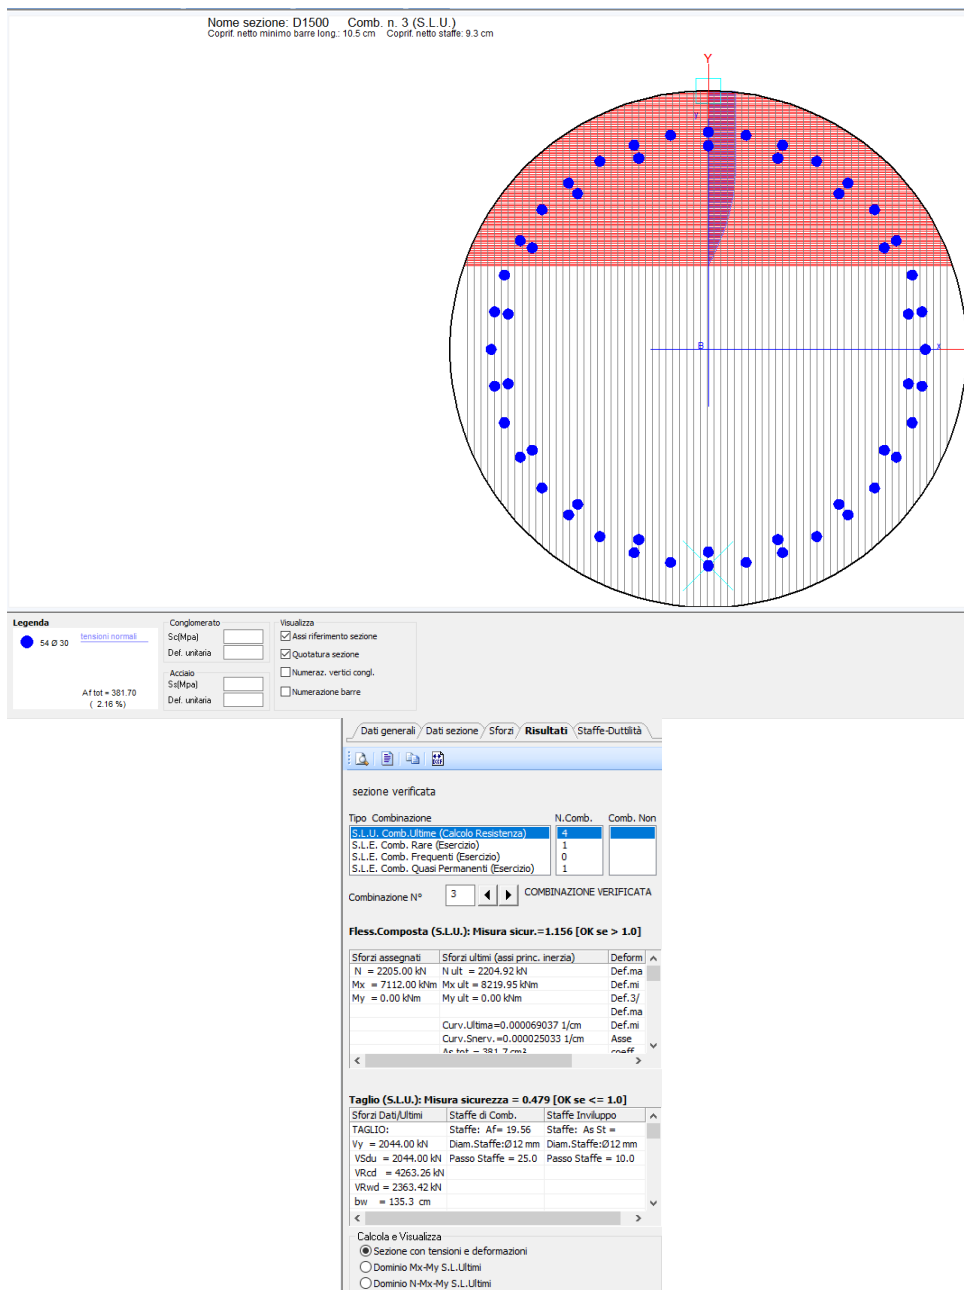 Nome sezione: D1500 Comb. n. 3 (S.L.U.)
Coprif. netto minimo barre long.: 10.5 cm Coprif. netto staffe: 9.3 cm
Y
y
B
x
Legenda
54 Ø 30
tensioni normali
Af tot = 381.70
( 2.16 %)
Conglomerato
Sc(Mpa)
Def. unitaria
Acciaio
Ss(Mpa)
Def. unitaria
Visualizza
Assi riferimento sezione
Quotatura sezione
Numeraz. vertici congl.
Numerazione barre
Dati generali Dati sezione Sforzi Risultati Staffe-Duttilità
DXF
sezione verificata
Tipo Combinazione N.Comb. Comb. Non
S.L.U. Comb.Ultime (Calcolo Resistenza) 4
S.L.E. Comb. Rare (Esercizio) 1
S.L.E. Comb. Frequenti (Esercizio) 0
S.L.E. Comb. Quasi Permanenti (Esercizio) 1
Combinazione N° 3 COMBINAZIONE VERIFICATA
Fless.Composta (S.L.U.): Misura sicur.=1.156 [OK se > 1.0]
Sforzi assegnati Sforzi ultimi (assi princ. inerzia) Deform
N = 2205.00 kN N ult = 2204.92 kN Def.ma
Mx = 7112.00 kNm Mx ult = 8219.95 kNm Def.mi
My = 0.00 kNm My ult = 0.00 kNm Def.3/
Def.ma
Curv.Ultima=0.000069037 1/cm Def.mi
Curv.Snerv.=0.000025033 1/cm Asse
As tot = 381.7 cm² coeff
Taglio (S.L.U.): Misura sicurezza = 0.479 [OK se <= 1.0]
Sforzi Dati/Ultimi Staffe di Comb. Staffe Inviluppo
TAGLIO: Staffe: Af= 19.56 Staffe: As St =
Vy = 2044.00 kN Diam.Staffe:Ø12 mm Diam.Staffe:Ø12 mm
VSdu = 2044.00 kN Passo Staffe = 25.0 Passo Staffe = 10.0
VRcd = 4263.26 kN
VRwd = 2363.42 kN
bw = 135.3 cm
Calcola e Visualizza
Sezione con tensioni e deformazioni
Dominio Mx-My S.L.Ultimi
Dominio N-Mx-My S.L.Ultimi